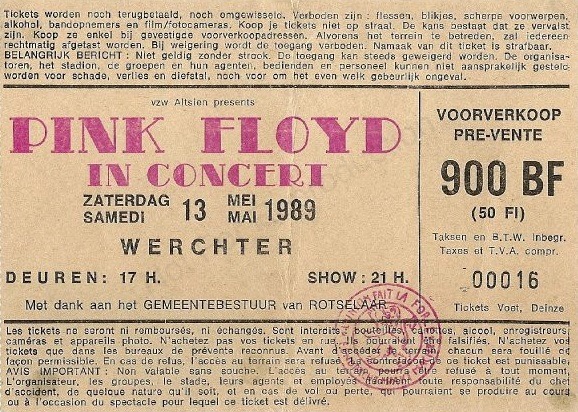 Tickets worden noch terugbetaald, noch omgewisseld. Verboden zijn : flessen, blikjes, scherpe voorwerpen,
alkohol, bandopnemers en film/fotocameras. Koop je tickets niet op straat. De kans bestaat dat ze vervalst
zijn. Koop ze enkel bij gevestigde voorverkoopadressen. Alvorens het terrein te betreden, zal iedereen
rechtmatig afgetast worden. Bij weigering wordt de toegang verboden. Namaak van dit ticket is strafbaar.
BELANGRIJK BERICHT : Niet geldig zonder strook. De toegang kan steeds geweigerd worden. De organisa-
toren, het stadion, de groepen en hun agenten, bedienden en personeel kunnen niet aansprakelijk gesteld
worden voor schade, verlies en diefstal, noch voor om het even welk gebeurlijk ongeval.
vzw Altsien presents
PINK FLOYD
IN CONCERT
ZATERDAG 13 MEI 1989
SAMEDI MAI
WERCHTER
DEUREN: 17 H. SHOW: 21 H.
Met dank aan het GEMEENTEBESTUUR van ROTSELAAR
VOORVERKOOP
PRE-VENTE
900 BF
(50 Fl)
Taksen en B.T.W. inbegr.
Taxes et T.V.A. compr.
00016
Tickets Voet, Deinze
Les tickets ne seront ni remboursés, ni échangés. Sont interdits : bouteilles, canettes, alcool, enregistreurs,
caméras et appareils photo. N'achetez pas vos tickets en rue. Ils pourraient être falsifiés. N'achetez vos
tickets que dans les bureaux de prévente reconnus. Avant d'accéder au terrain chacun sera fouillé de
façon permissible. En cas de refus, l'accès au terrain sera refusé. La contrefaçon de ce ticket est punissable.
AVIS IMPORTANT : Non valable sans souche. L'accès au terrain pourra être refusé à tout moment.
L'organisateur, les groupes, le stade, leurs agents et employés déclinent toute responsabilité du chef
d'accident, de quelque nature qu'il soit, et en cas de vol ou perte, qui pourraient se produire au cours
ou à l'occasion du spectacle pour lequel ce ticket est délivré.